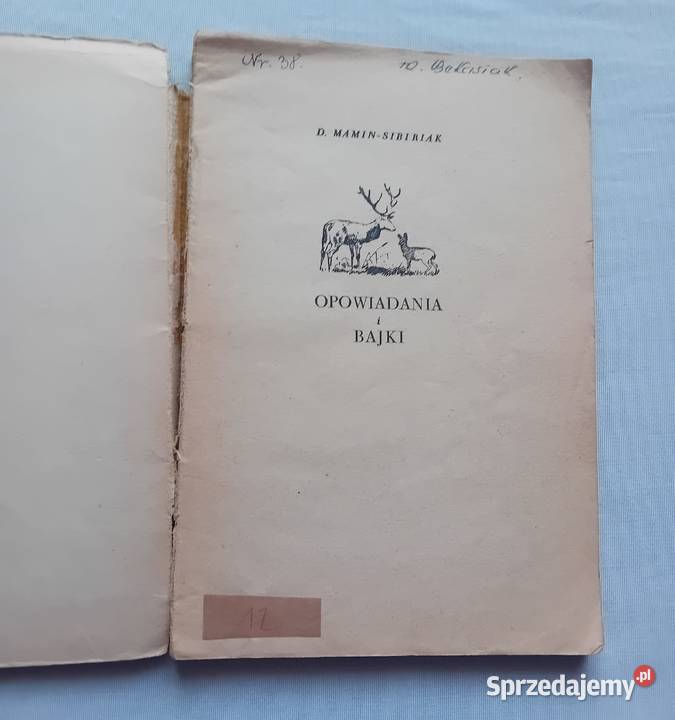 Nr. 38.
D. MAMIN-SIBIRIAK
OPOWIADANIA
i
BAJKI
12
Sprzedajemy.pl